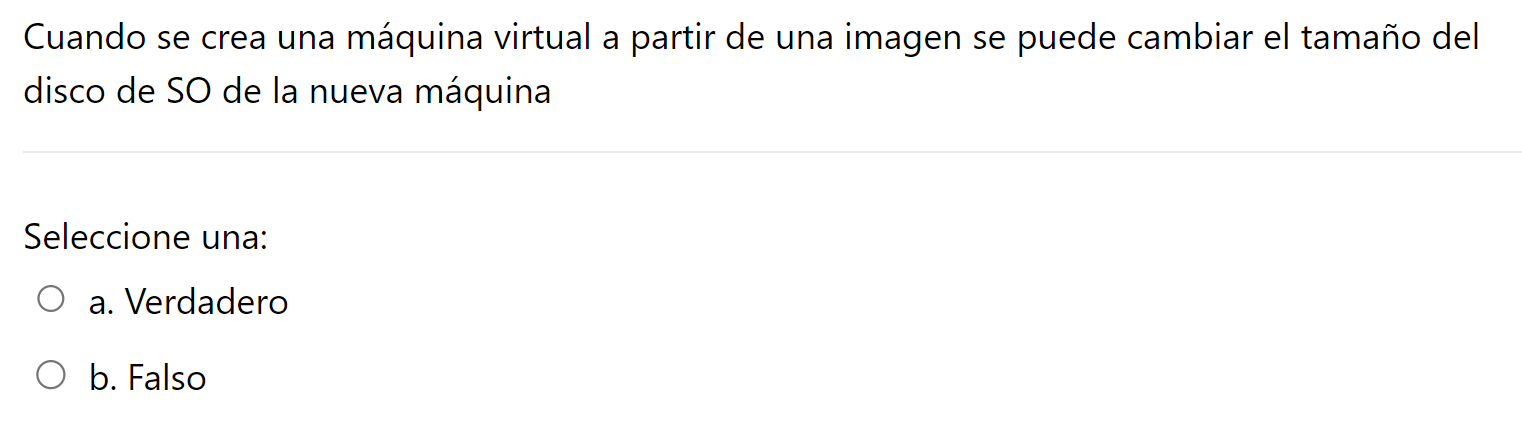 Cuando se crea una máquina virtual a partir de una imagen se puede cambiar el tamaño del
disco de SO de la nueva máquina
Seleccione una:
a. Verdadero
b. Falso